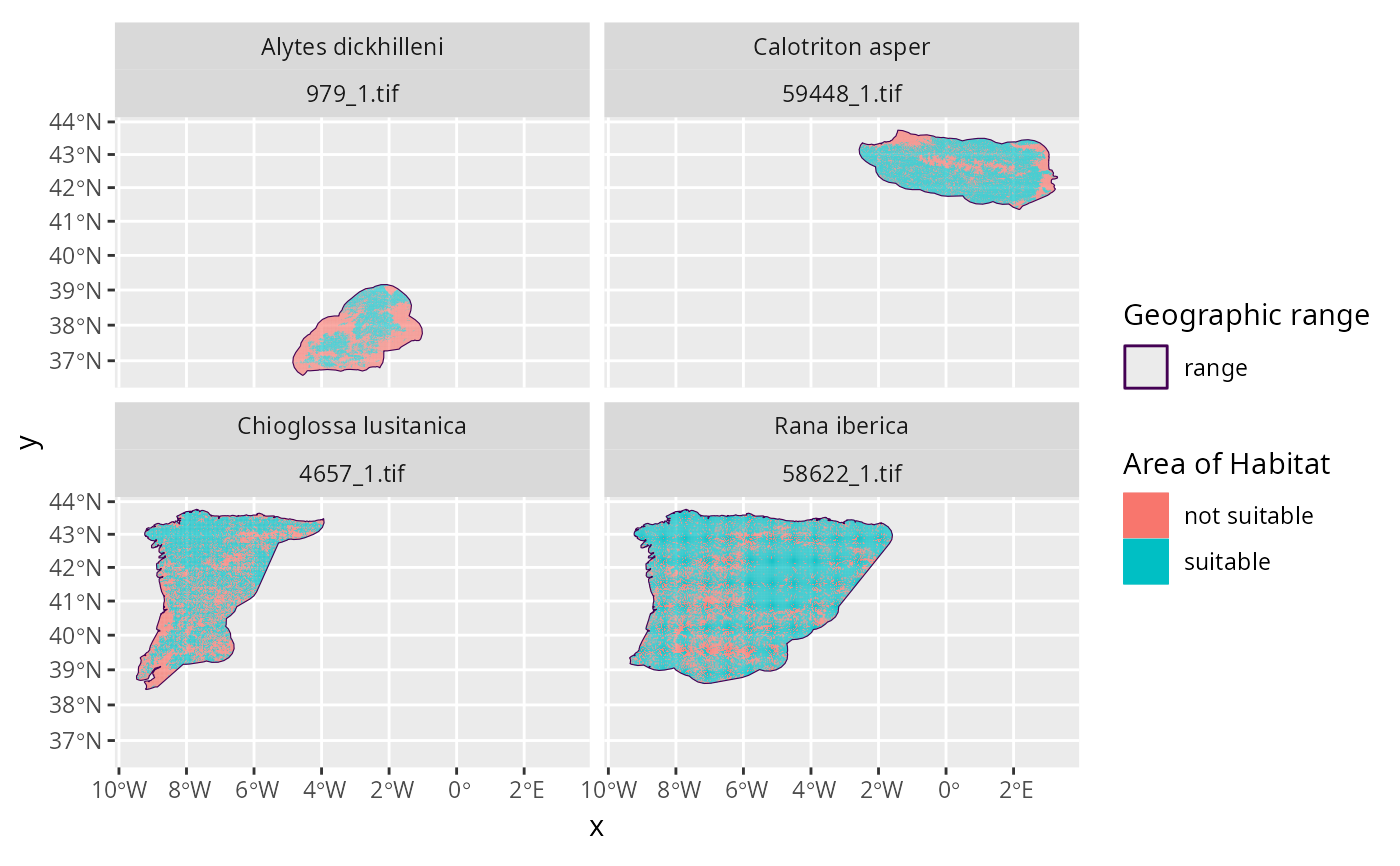 Alytes dickhilleni
Calotriton asper
979_1.tif
59448_1.tif
44°N
43°N
42°N
41°N
40°N
39°N
38°N
37°N
Chioglossa lusitanica
Rana iberica
4657_1.tif
58622_1.tif
44°N
43°N
42°N
41°N
40°N
39°N
38°N
37°N
10°W 8°W 6°W 4°W 2°W 0° 2°E
10°W 8°W 6°W 4°W 2°W 0° 2°E
x
y
Geographic range
range
Area of Habitat
not suitable
suitable